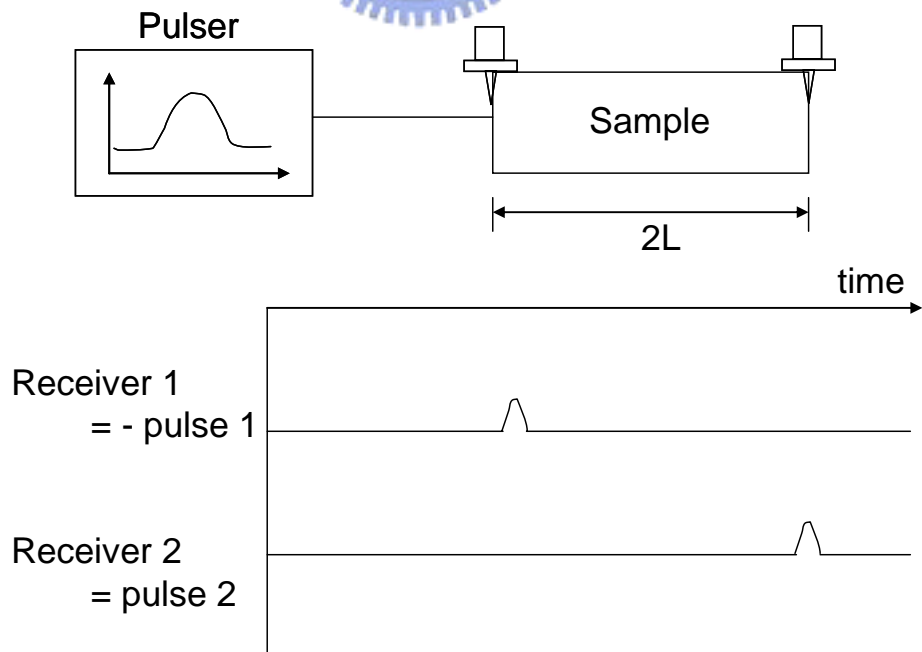 Pulser
Sample
2L
time
Receiver 1
= - pulse 1
Receiver 2
= pulse 2